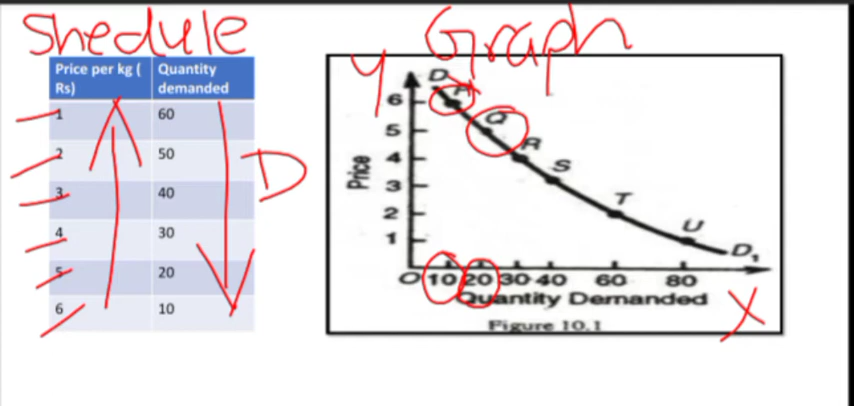 Shedule
Graph
Price per kg ( Rs) Quantity demanded
1 60
2 50
3 40
4 30
5 20
6 10
D
y
Price
6
5
4
3
2
1
D
P
Q
R
S
T
U
D1
O 10 20 30 40 60 80
Quantity Demanded
X
Figure 10.1